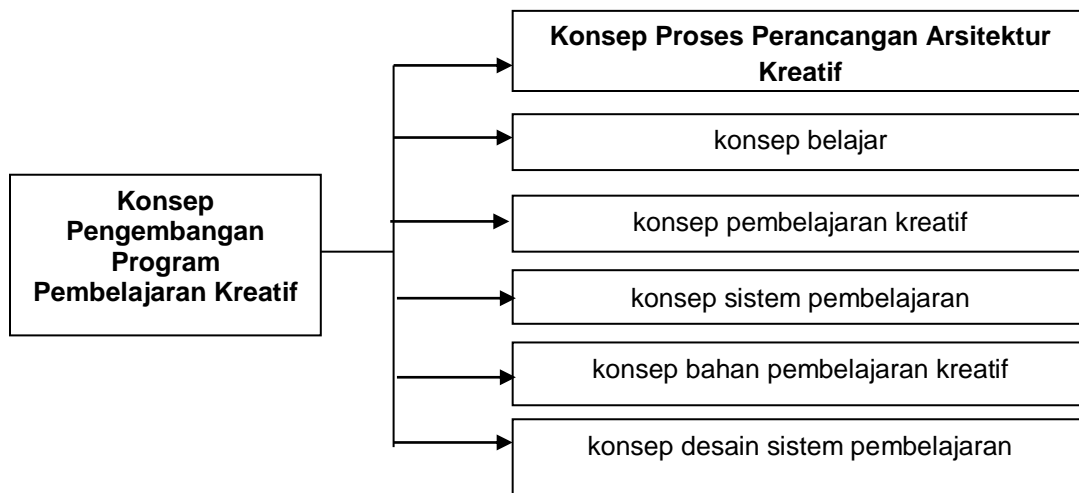 Konsep Proses Perancangan Arsitektur
Kreatif
konsep belajar
Konsep
Pengembangan
Program
Pembelajaran Kreatif
konsep pembelajaran kreatif
konsep sistem pembelajaran
konsep bahan pembelajaran kreatif
konsep desain sistem pembelajaran